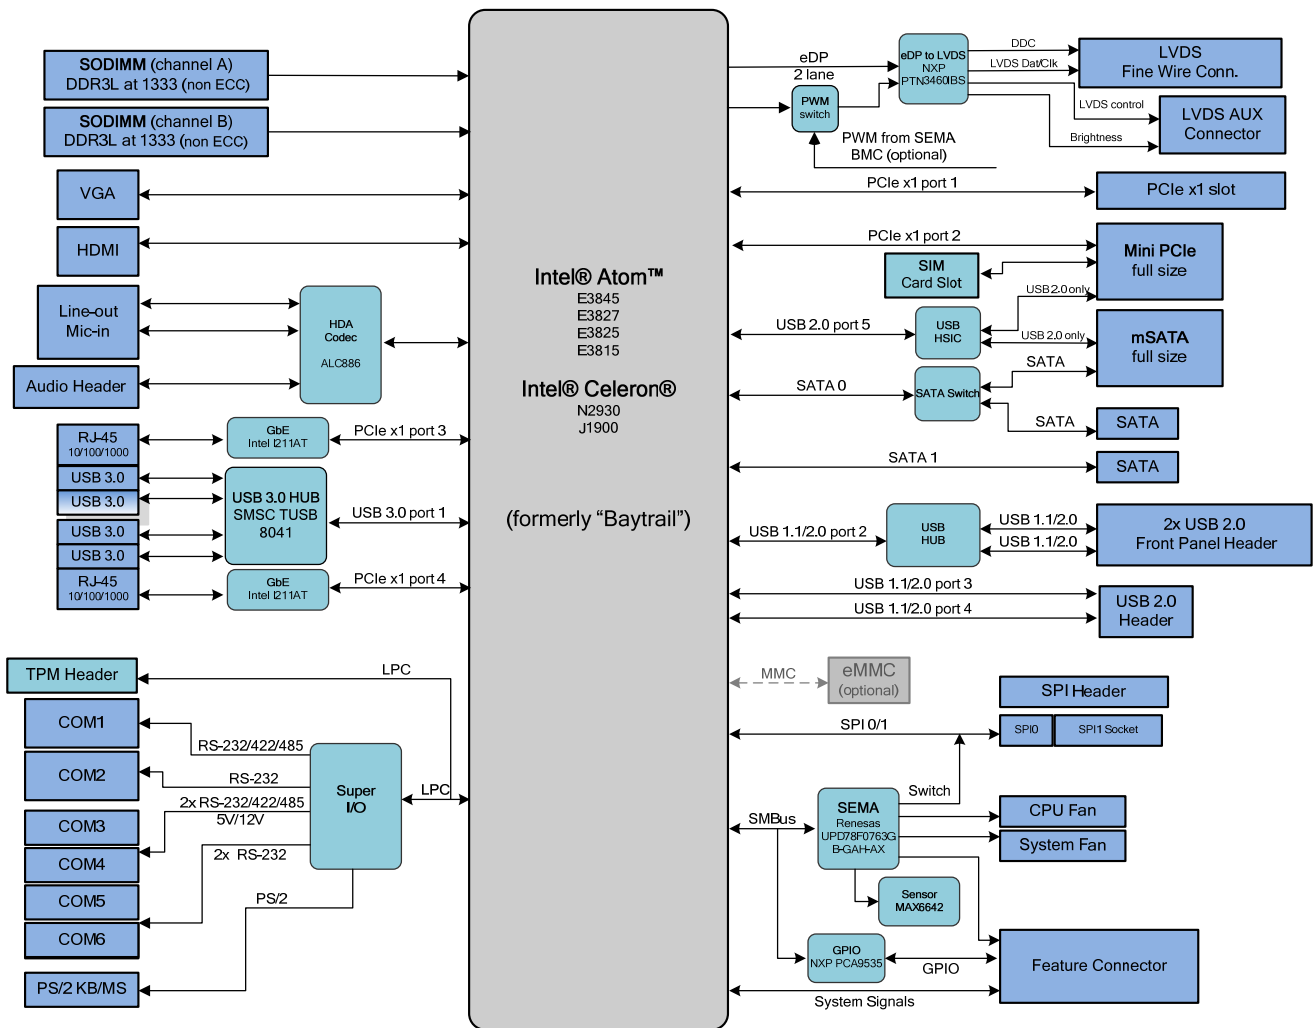 SODIMM (channel A)
DDR3L at 1333 (non ECC)
SODIMM (channel B)
DDR3L at 1333 (non ECC)
VGA
HDMI
Line-out
Mic-in
Audio Header
HDA
Codec
ALC886
RJ-45
10/100/1000
GbE
Intel I211AT
PCIe x1 port 3
USB 3.0
USB 3.0
USB 3.0
USB 3.0
USB 3.0 HUB
SMSC TUSB
8041
USB 3.0 port 1
RJ-45
10/100/1000
GbE
Intel I211AT
PCIe x1 port 4
TPM Header
LPC
COM1
RS-232/422/485
COM2
RS-232
2x RS-232/422/485
5V/12V
COM3
COM4
2x RS-232
COM5
COM6
PS/2
PS/2 KB/MS
Super
I/O
LPC
Intel® Atom™
E3845
E3827
E3825
E3815
Intel® Celeron®
N2930
J1900
(formerly “Baytrail”)
eDP
2 lane
PWM
switch
PWM from SEMA
BMC (optional)
eDP to LVDS
NXP
PTN3460IBS
DDC
LVDS Dat/Clk
LVDS control
Brightness
LVDS
Fine Wire Conn.
LVDS AUX
Connector
PCIe x1 port 1
PCIe x1 slot
PCIe x1 port 2
Mini PCIe
full size
SIM
Card Slot
USB 2.0 only
USB 2.0 port 5
USB
HSIC
USB 2.0 only
mSATA
full size
SATA 0
SATA Switch
SATA
SATA
SATA
SATA 1
SATA
USB 1.1/2.0 port 2
USB
HUB
USB 1.1/2.0
USB 1.1/2.0
2x USB 2.0
Front Panel Header
USB 1.1/2.0 port 3
USB 1.1/2.0 port 4
USB 2.0
Header
MMC
eMMC
(optional)
SPI Header
SPI 0/1
SPI0
SPI1 Socket
Switch
SMBus
SEMA
Renesas
UPD78F0763G
B-GAH-AX
CPU Fan
System Fan
Sensor
MAX6642
GPIO
NXP PCA9535
GPIO
Feature Connector
System Signals